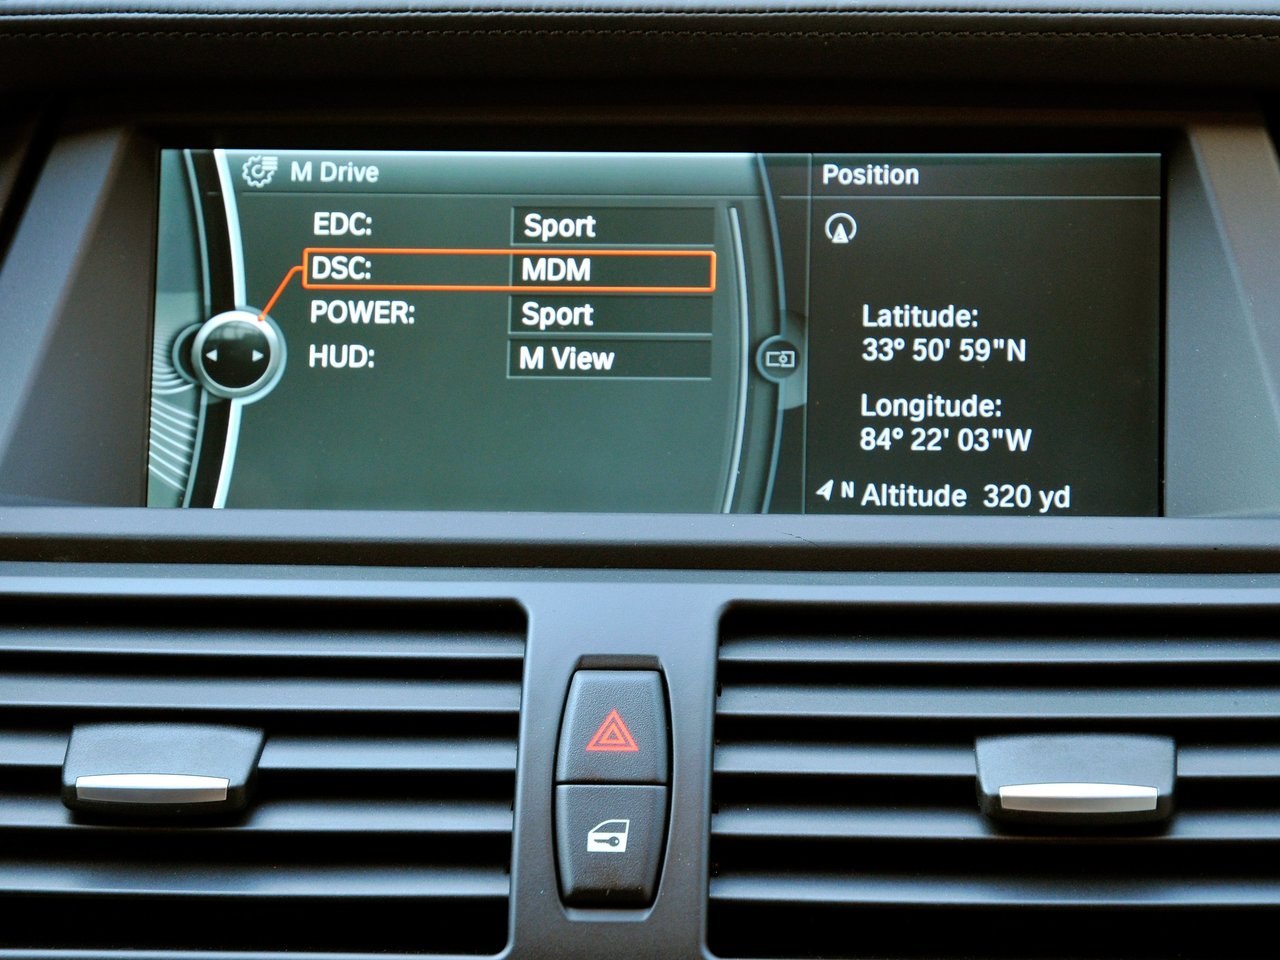 M Drive
EDC: Sport
DSC: MDM
POWER: Sport
HUD: M View
Position
Latitude:
33° 50' 59"N
Longitude:
84° 22' 03"W
N Altitude 320 yd